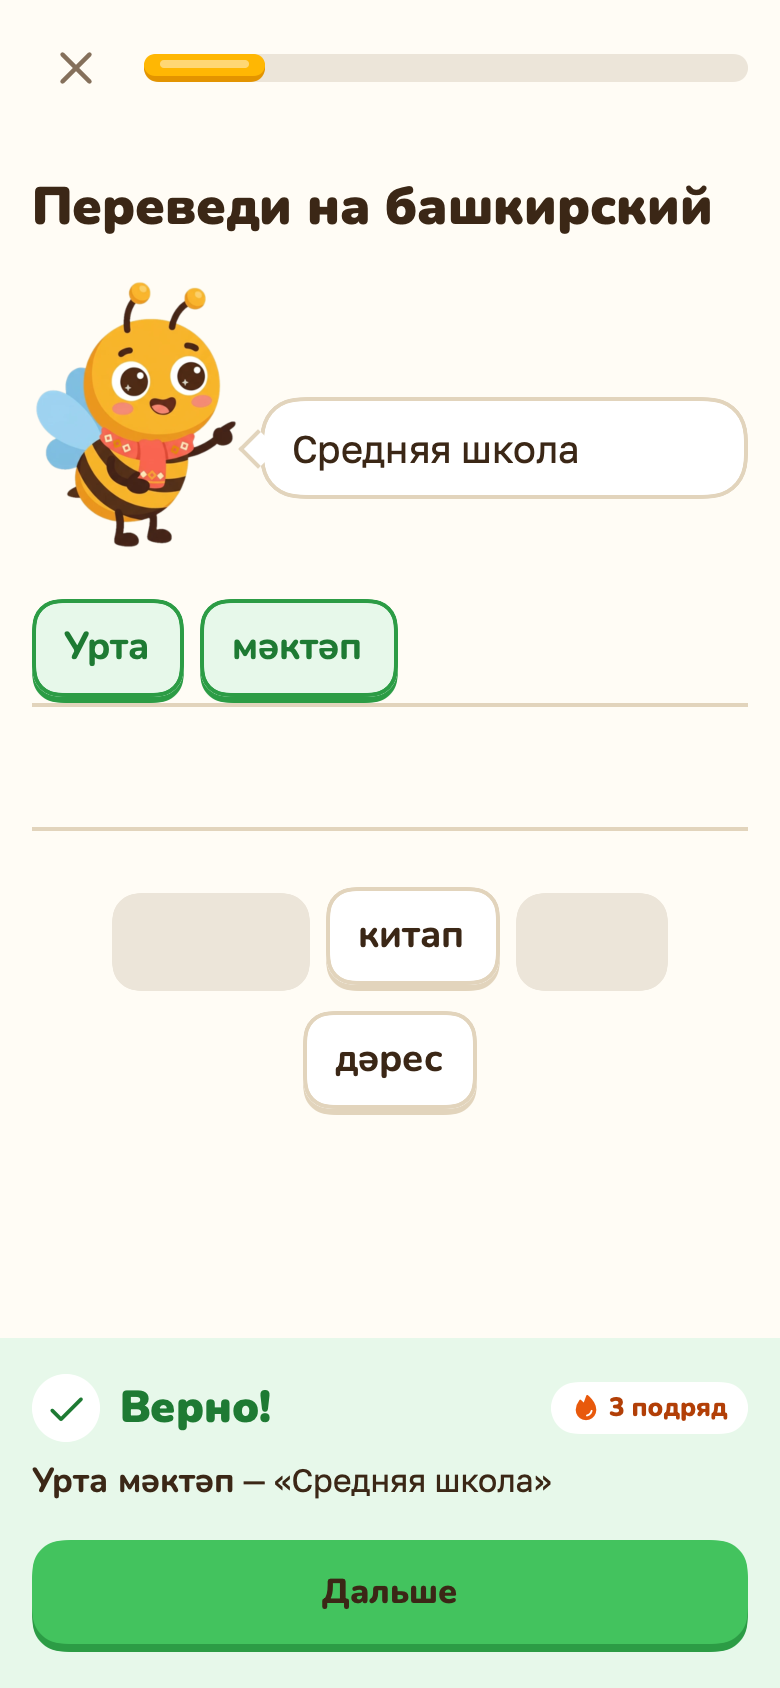 Переведи на башкирский
Средняя школа
Урта мәктәп
китап
дәрес
Верно! 3 подряд
Урта мәктәп – «Средняя школа»
Дальше